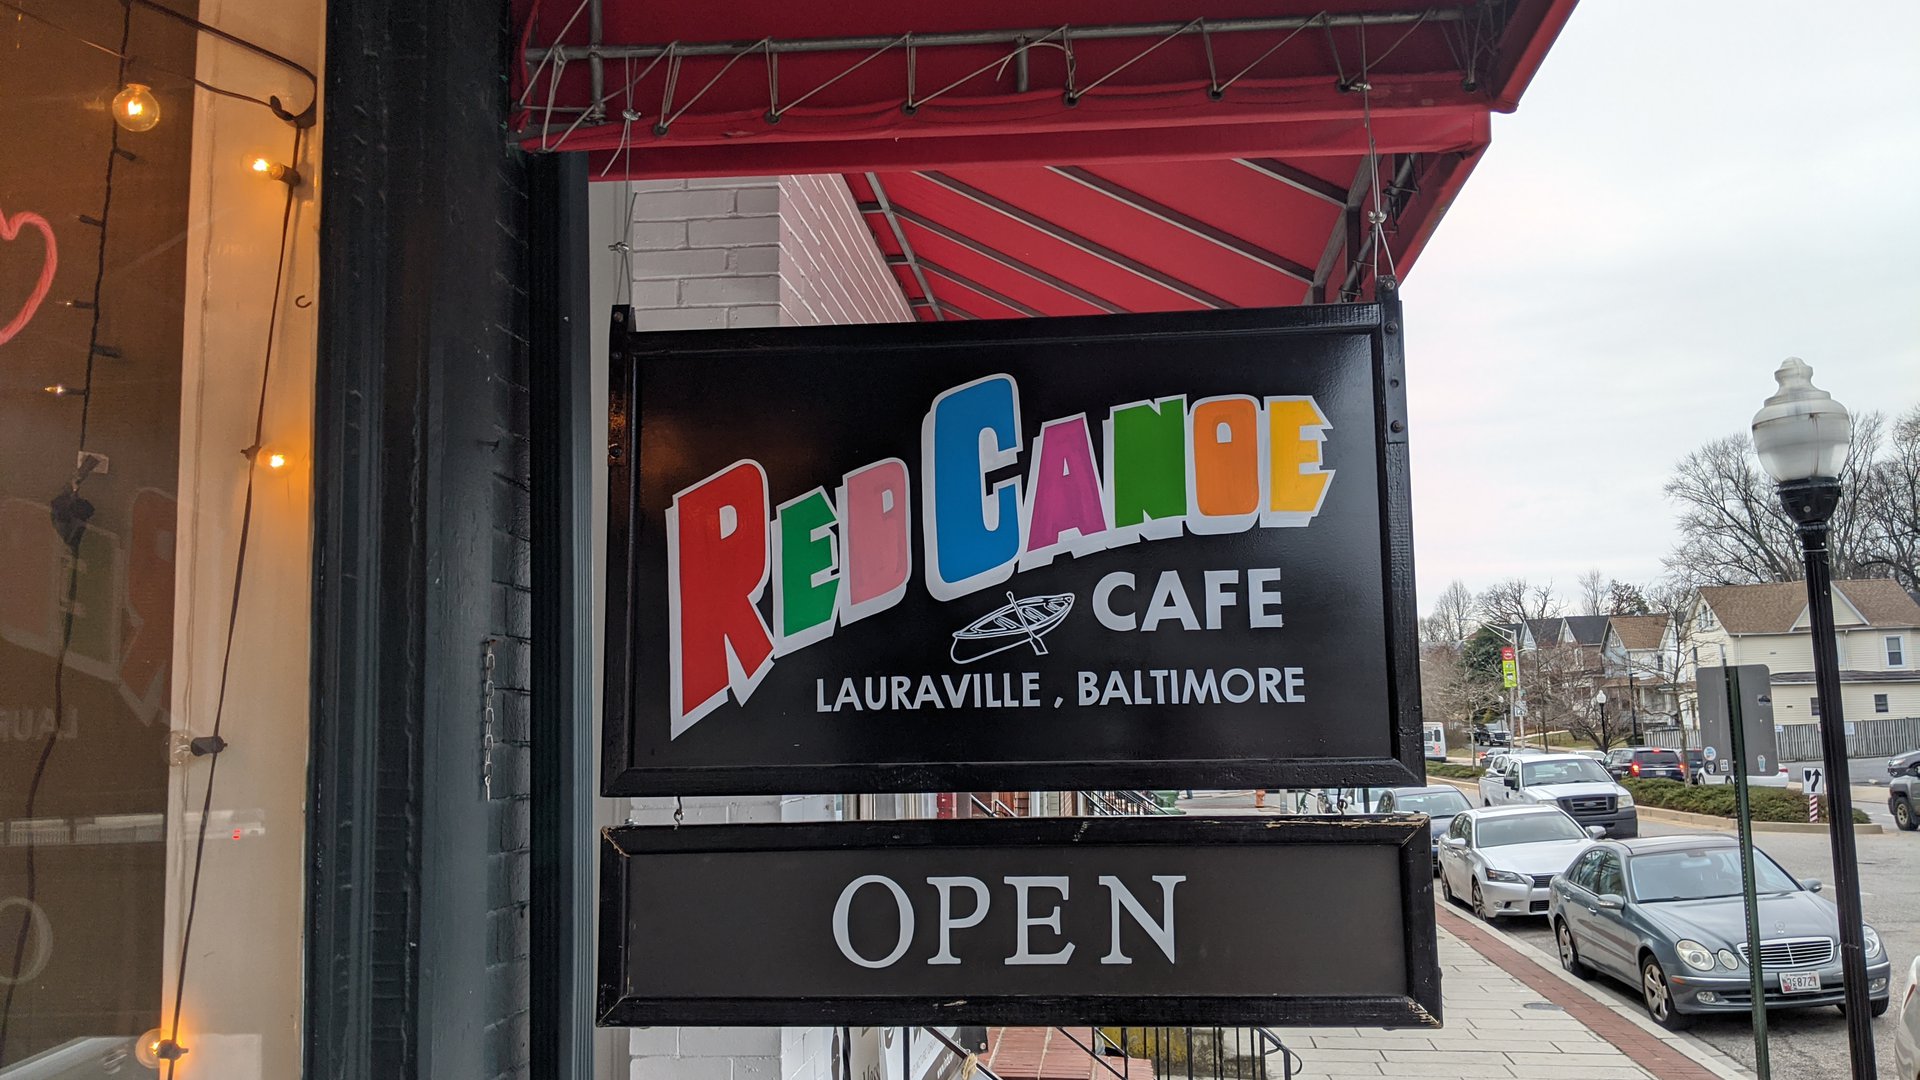 RED CANOE
CAFE
LAURAVILLE , BALTIMORE
OPEN